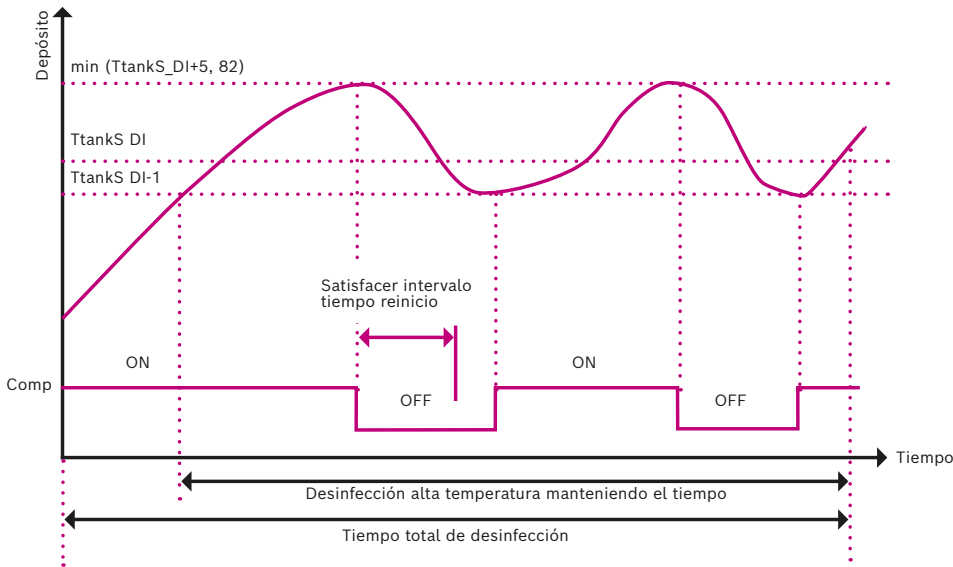 Depósito
min (TtankS_DI+5, 82)
TtankS DI
TtankS DI-1
Satisfacer intervalo
tiempo reinicio
ON
ON
Comp
OFF
OFF
Tiempo
Desinfección alta temperatura manteniendo el tiempo
Tiempo total de desinfección